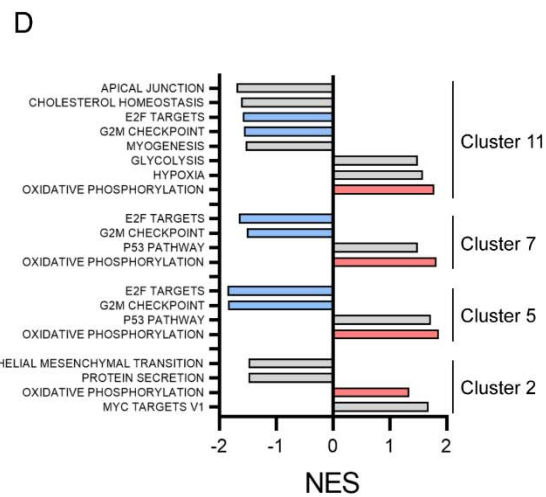 D
APICAL JUNCTION
CHOLESTEROL HOMEOSTASIS
E2F TARGETS
G2M CHECKPOINT
MYOGENESIS
GLYCOLYSIS
HYPOXIA
OXIDATIVE PHOSPHORYLATION
Cluster 11
E2F TARGETS
G2M CHECKPOINT
P53 PATHWAY
OXIDATIVE PHOSPHORYLATION
Cluster 7
E2F TARGETS
G2M CHECKPOINT
P53 PATHWAY
OXIDATIVE PHOSPHORYLATION
Cluster 5
HELIAL MESENCHYMAL TRANSITION
PROTEIN SECRETION
OXIDATIVE PHOSPHORYLATION
MYC TARGETS V1
Cluster 2
-2 -1 0 1 2
NES